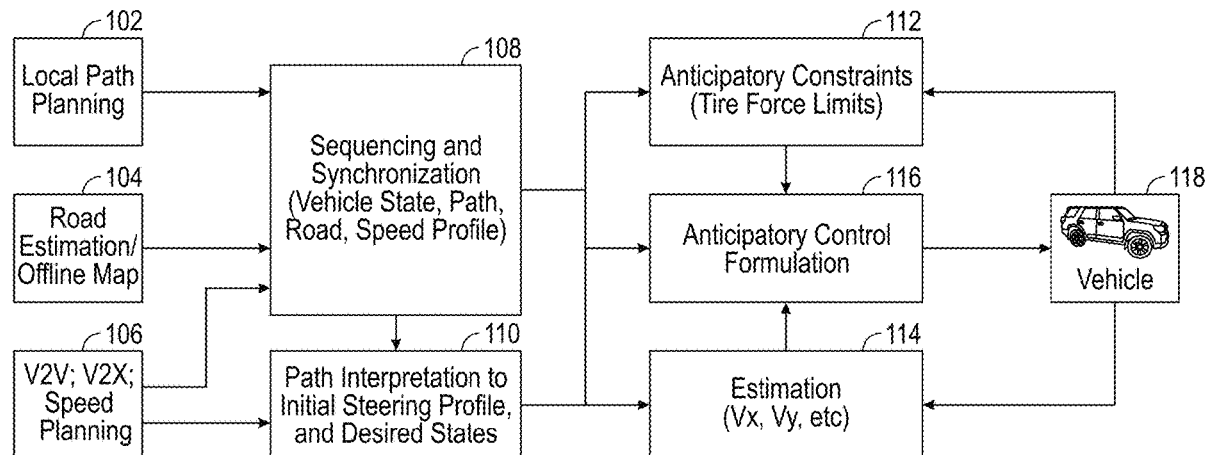 102
Local Path
Planning
104
Road
Estimation/
Offline Map
106
V2V; V2X;
Speed
Planning
108
Sequencing and
Synchronization
(Vehicle State, Path,
Road, Speed Profile)
110
Path Interpretation to
Initial Steering Profile,
and Desired States
112
Anticipatory Constraints
(Tire Force Limits)
116
Anticipatory Control
Formulation
114
Estimation
(Vx, Vy, etc)
118
Vehicle